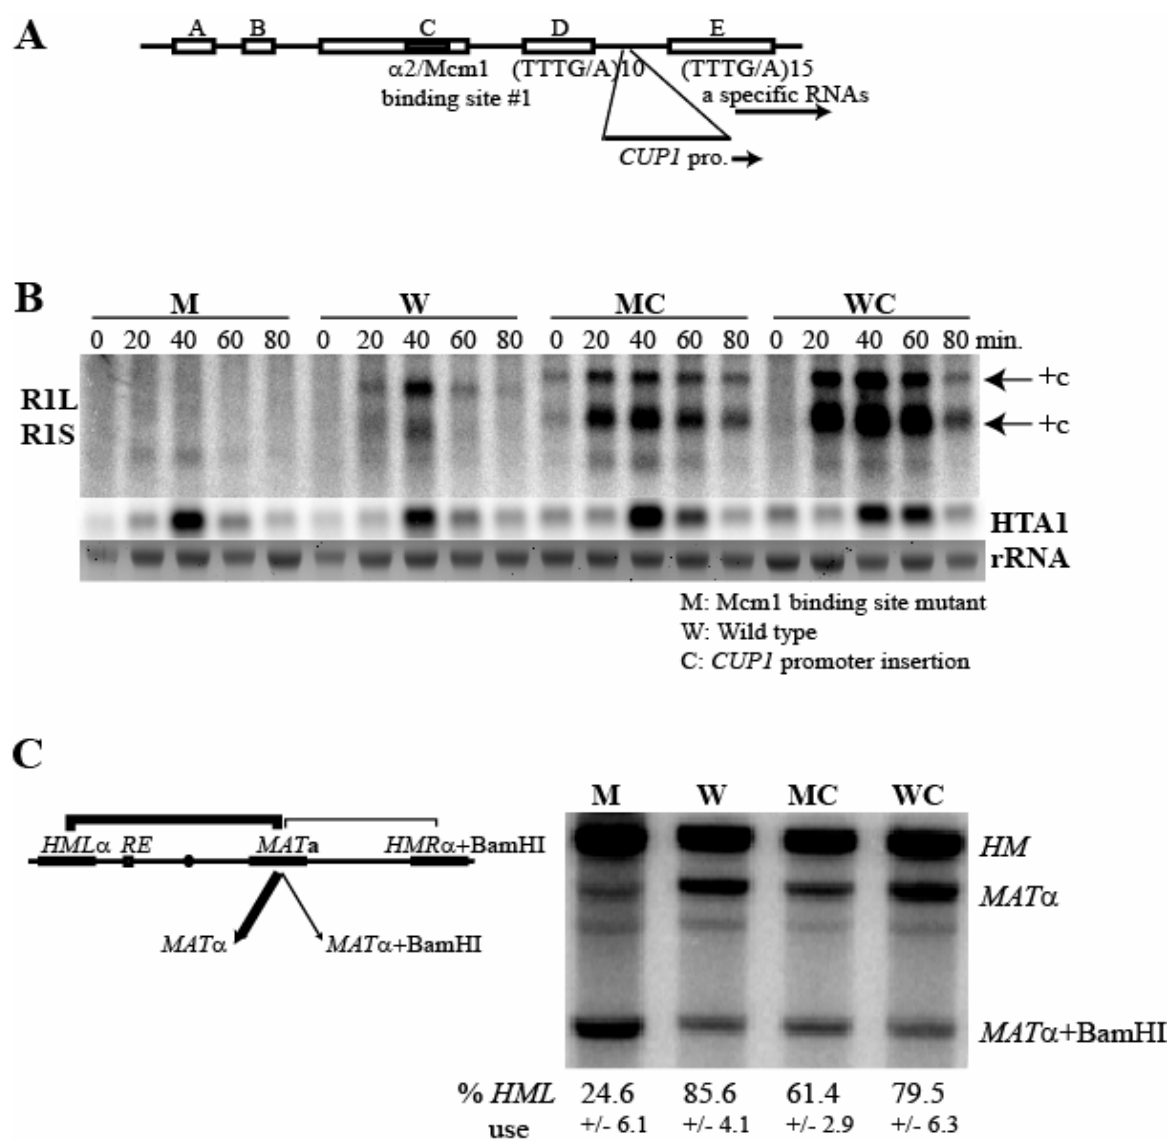 A
A B C D E
α2/Mcm1 (TTTG/A)10 (TTTG/A)15
binding site #1 a specific RNAs
CUP1 pro.
B
M W MC WC
0 20 40 60 80 0 20 40 60 80 0 20 40 60 80 0 20 40 60 80 min.
R1L +c
R1S +c
HTA1
rRNA
M: Mcm1 binding site mutant
W: Wild type
C: CUP1 promoter insertion
C
M W MC WC
HMLα RE MATa HMRα+BamHI
MATα MATα+BamHI
HM
MATα
MATα+BamHI
% HML 24.6 85.6 61.4 79.5
use +/- 6.1 +/- 4.1 +/- 2.9 +/- 6.3